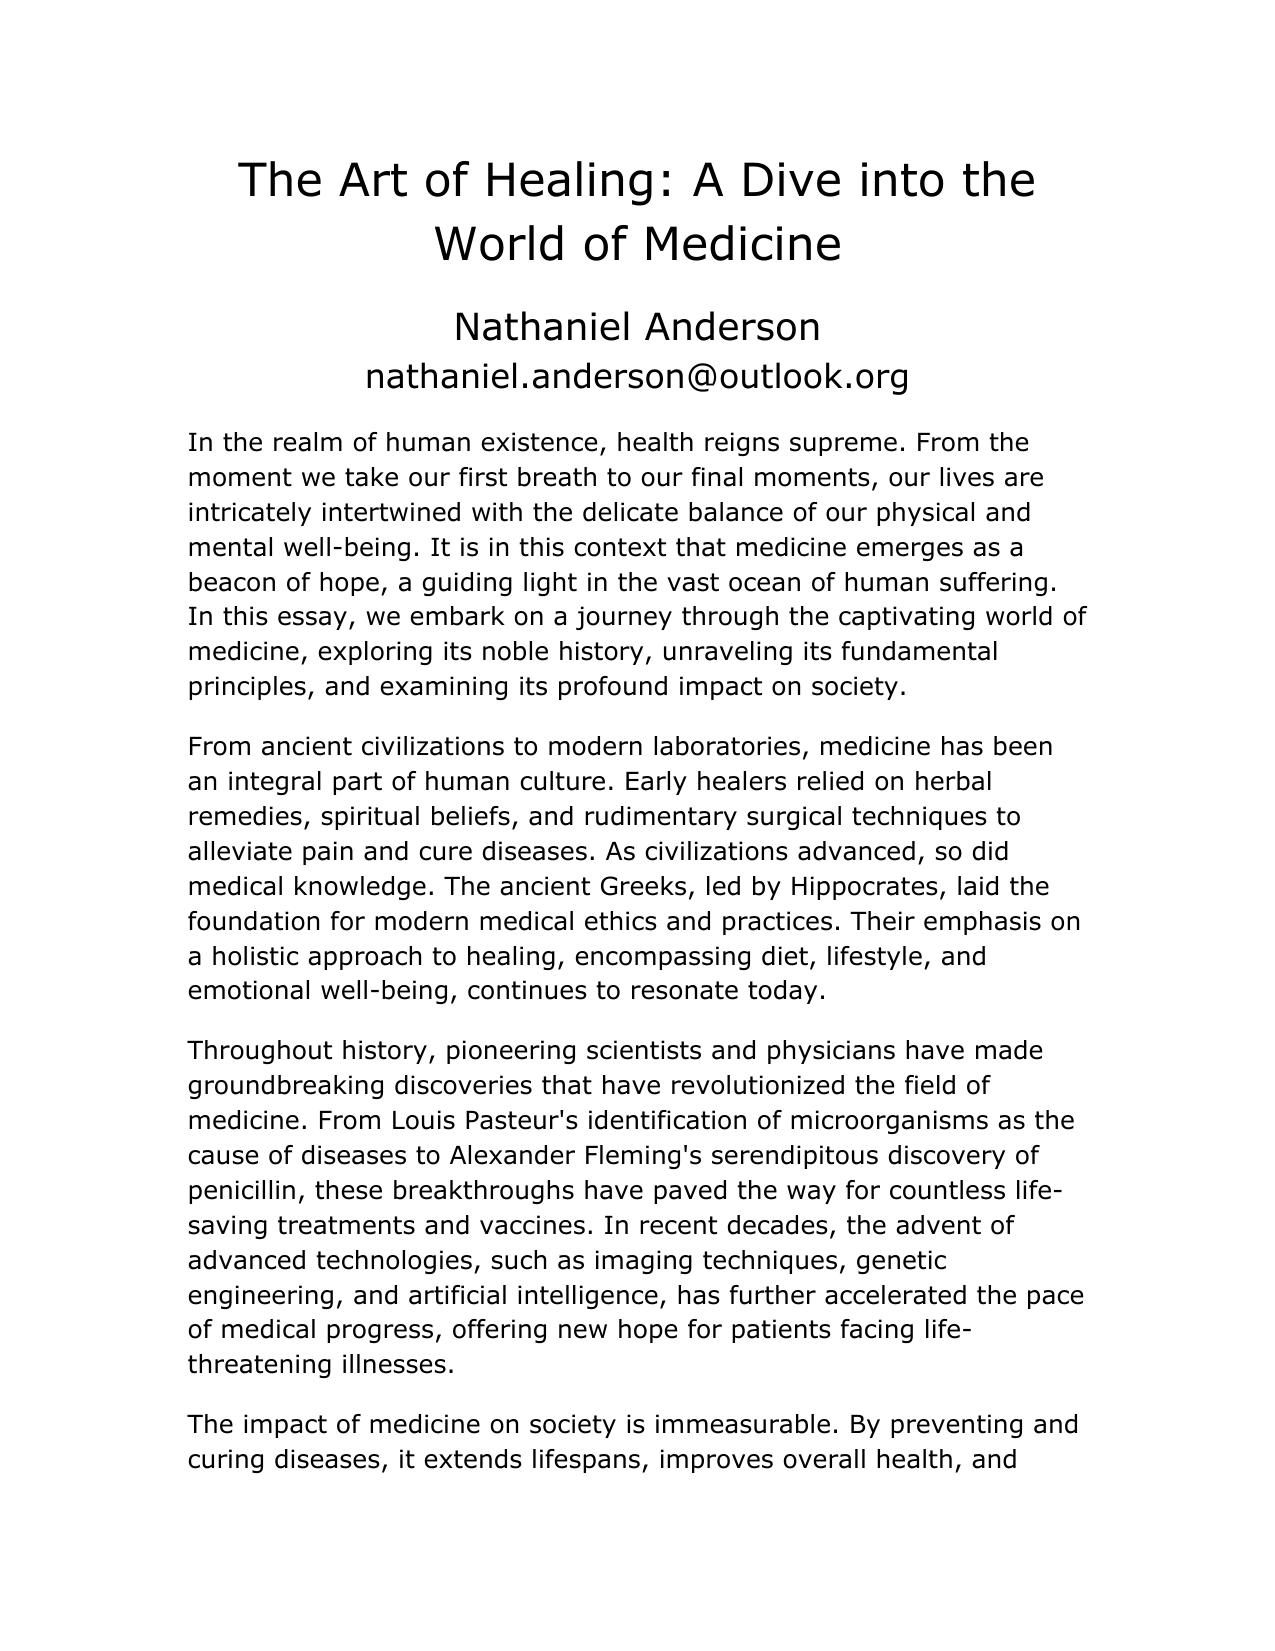 The Art of Healing: A Dive into the
World of Medicine
Nathaniel Anderson
nathaniel.anderson@outlook.org
In the realm of human existence, health reigns supreme. From the
moment we take our first breath to our final moments, our lives are
intricately intertwined with the delicate balance of our physical and
mental well-being. It is in this context that medicine emerges as a
beacon of hope, a guiding light in the vast ocean of human suffering.
In this essay, we embark on a journey through the captivating world of
medicine, exploring its noble history, unraveling its fundamental
principles, and examining its profound impact on society.
From ancient civilizations to modern laboratories, medicine has been
an integral part of human culture. Early healers relied on herbal
remedies, spiritual beliefs, and rudimentary surgical techniques to
alleviate pain and cure diseases. As civilizations advanced, so did
medical knowledge. The ancient Greeks, led by Hippocrates, laid the
foundation for modern medical ethics and practices. Their emphasis on
a holistic approach to healing, encompassing diet, lifestyle, and
emotional well-being, continues to resonate today.
Throughout history, pioneering scientists and physicians have made
groundbreaking discoveries that have revolutionized the field of
medicine. From Louis Pasteur's identification of microorganisms as the
cause of diseases to Alexander Fleming's serendipitous discovery of
penicillin, these breakthroughs have paved the way for countless life-
saving treatments and vaccines. In recent decades, the advent of
advanced technologies, such as imaging techniques, genetic
engineering, and artificial intelligence, has further accelerated the pace
of medical progress, offering new hope for patients facing life-
threatening illnesses.
The impact of medicine on society is immeasurable. By preventing and
curing diseases, it extends lifespans, improves overall health, and